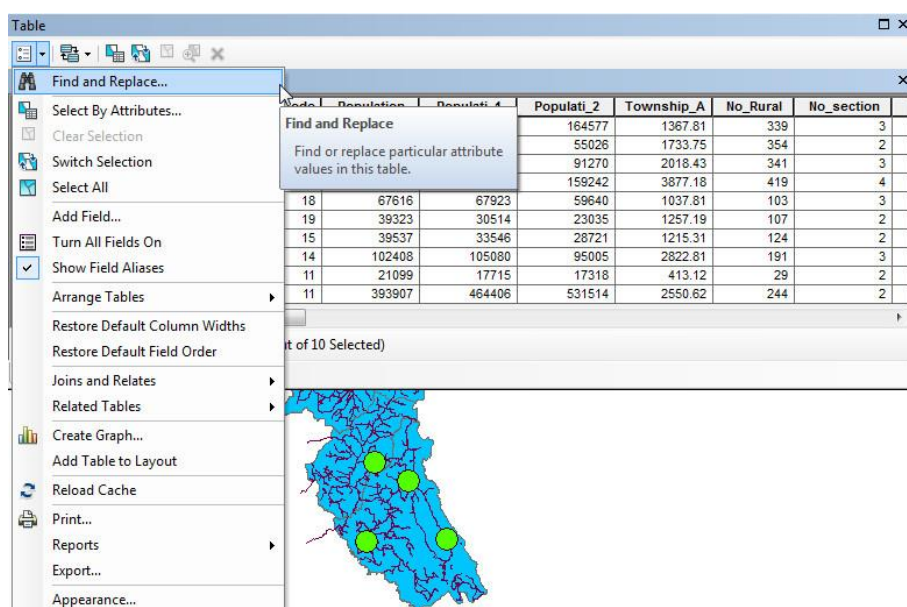 Table
Find and Replace...
Select By Attributes...
Clear Selection
Switch Selection
Select All
Add Field...
Turn All Fields On
Show Field Aliases
Arrange Tables
Restore Default Column Widths
Restore Default Field Order
Joins and Relates
Related Tables
Create Graph...
Add Table to Layout
Reload Cache
Print...
Reports
Export...
Appearance...
Find and Replace
Find or replace particular attribute
values in this table.
Population Populati_1 Populati_2 Township_A No_Rural No_section
164577 1367.81 339 3
55026 1733.75 354 2
91270 2018.43 341 3
159242 3877.18 419 4
18 67616 67923 59640 1037.81 103 3
19 39323 30514 23035 1257.19 107 2
15 39537 33546 28721 1215.31 124 2
14 102408 105080 95005 2822.81 191 3
11 21099 17715 17318 413.12 29 2
11 393907 464406 531514 2550.62 244 2
of 10 Selected)